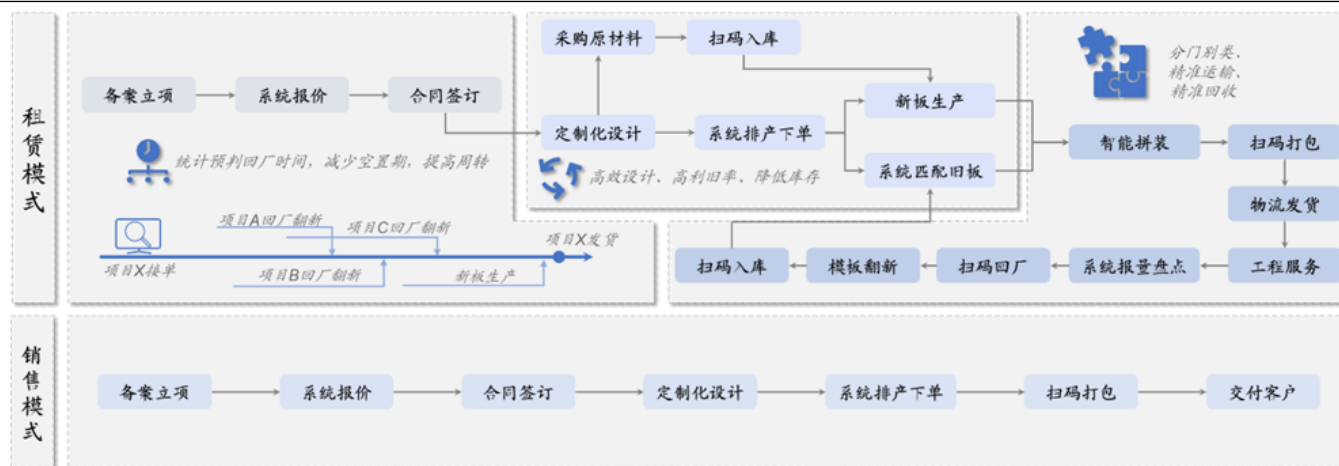 租赁模式
备案立项
系统报价
合同签订
统计预判回厂时间，减少空置期，提高周转
项目X接单
项目A回厂翻新
项目C回厂翻新
项目B回厂翻新
新板生产
项目X发货
采购原材料
扫码入库
定制化设计
系统排产下单
新板生产
系统匹配旧板
高效设计、高利旧率、降低库存
分门别类、
精准运输、
精准回收
智能拼装
扫码打包
物流发货
工程服务
系统报量盘点
扫码回厂
模板翻新
扫码入库
销售模式
备案立项
系统报价
合同签订
定制化设计
系统排产下单
扫码打包
交付客户